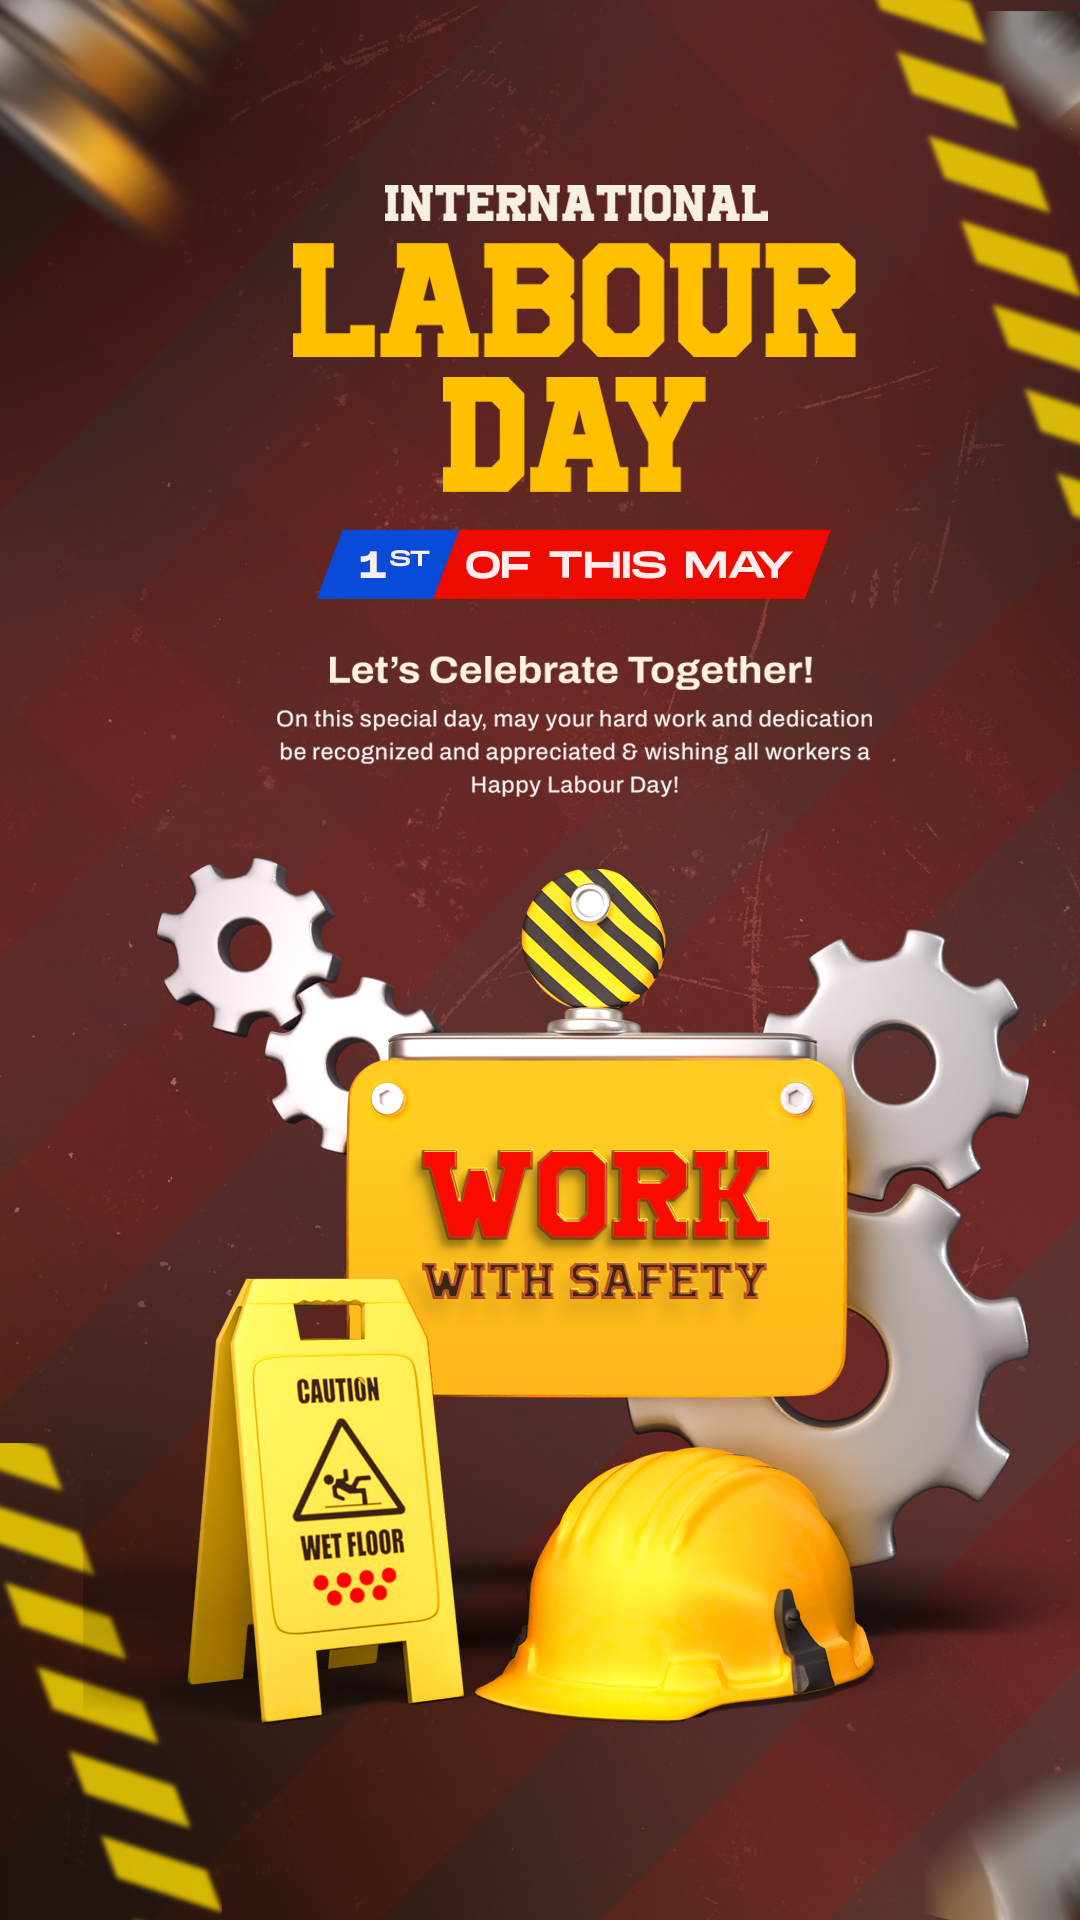 INTERNATIONAL
LABOUR
DAY
1ST OF THIS MAY
Let’s Celebrate Together!
On this special day, may your hard work and dedication
be recognized and appreciated & wishing all workers a
Happy Labour Day!
WORK
WITH SAFETY
CAUTION
WET FLOOR